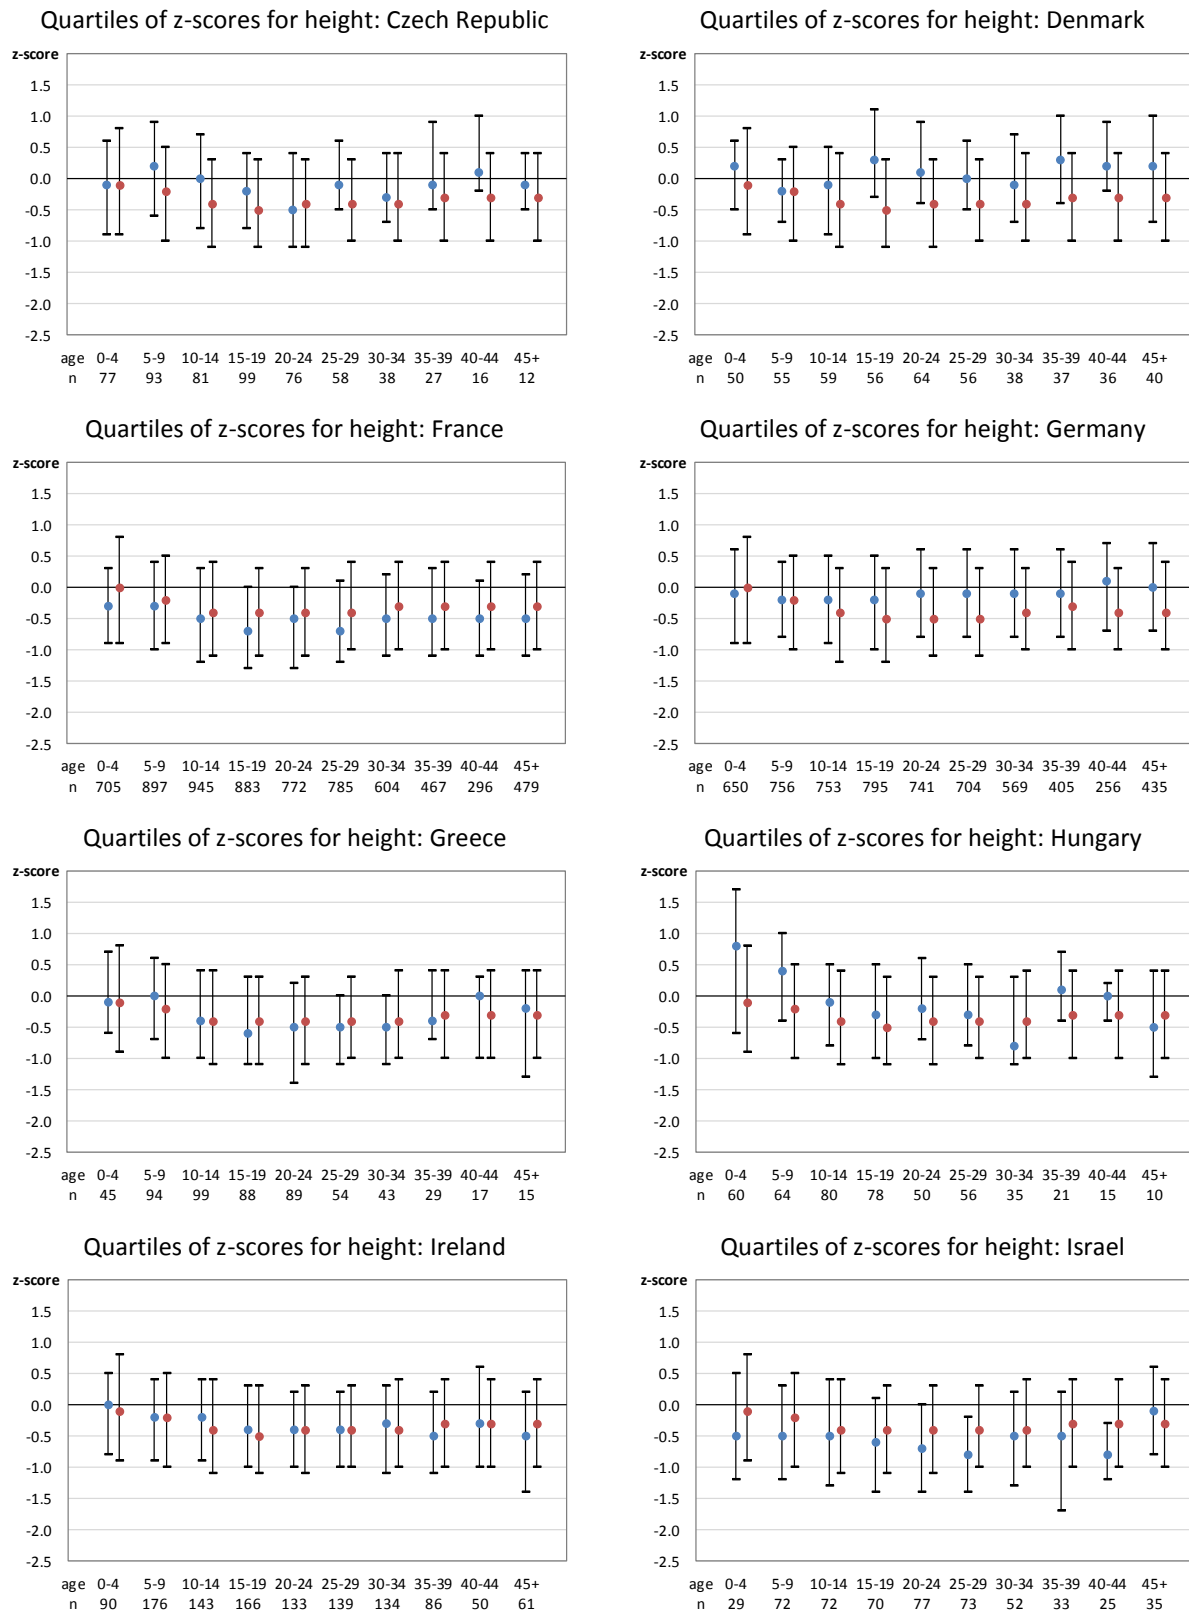 Quartiles of z-scores for height: Czech Republic
z-score
1.5
1.0
0.5
0.0
-0.5
-1.0
-1.5
-2.0
-2.5
age 0-4 5-9 10-14 15-19 20-24 25-29 30-34 35-39 40-44 45+
n 77 93 81 99 76 58 38 27 16 12
Quartiles of z-scores for height: Denmark
z-score
1.5
1.0
0.5
0.0
-0.5
-1.0
-1.5
-2.0
-2.5
age 0-4 5-9 10-14 15-19 20-24 25-29 30-34 35-39 40-44 45+
n 50 55 59 56 64 56 38 37 36 40
Quartiles of z-scores for height: France
z-score
1.5
1.0
0.5
0.0
-0.5
-1.0
-1.5
-2.0
-2.5
age 0-4 5-9 10-14 15-19 20-24 25-29 30-34 35-39 40-44 45+
n 705 897 945 883 772 785 604 467 296 479
Quartiles of z-scores for height: Germany
z-score
1.5
1.0
0.5
0.0
-0.5
-1.0
-1.5
-2.0
-2.5
age 0-4 5-9 10-14 15-19 20-24 25-29 30-34 35-39 40-44 45+
n 650 756 753 795 741 704 569 405 256 435
Quartiles of z-scores for height: Greece
z-score
1.5
1.0
0.5
0.0
-0.5
-1.0
-1.5
-2.0
-2.5
age 0-4 5-9 10-14 15-19 20-24 25-29 30-34 35-39 40-44 45+
n 45 94 99 88 89 54 43 29 17 15
Quartiles of z-scores for height: Hungary
z-score
1.5
1.0
0.5
0.0
-0.5
-1.0
-1.5
-2.0
-2.5
age 0-4 5-9 10-14 15-19 20-24 25-29 30-34 35-39 40-44 45+
n 60 64 80 78 50 56 35 21 15 10
Quartiles of z-scores for height: Ireland
z-score
1.5
1.0
0.5
0.0
-0.5
-1.0
-1.5
-2.0
-2.5
age 0-4 5-9 10-14 15-19 20-24 25-29 30-34 35-39 40-44 45+
n 90 176 143 166 133 139 134 86 50 61
Quartiles of z-scores for height: Israel
z-score
1.5
1.0
0.5
0.0
-0.5
-1.0
-1.5
-2.0
-2.5
age 0-4 5-9 10-14 15-19 20-24 25-29 30-34 35-39 40-44 45+
n 29 72 72 70 77 73 52 33 25 35